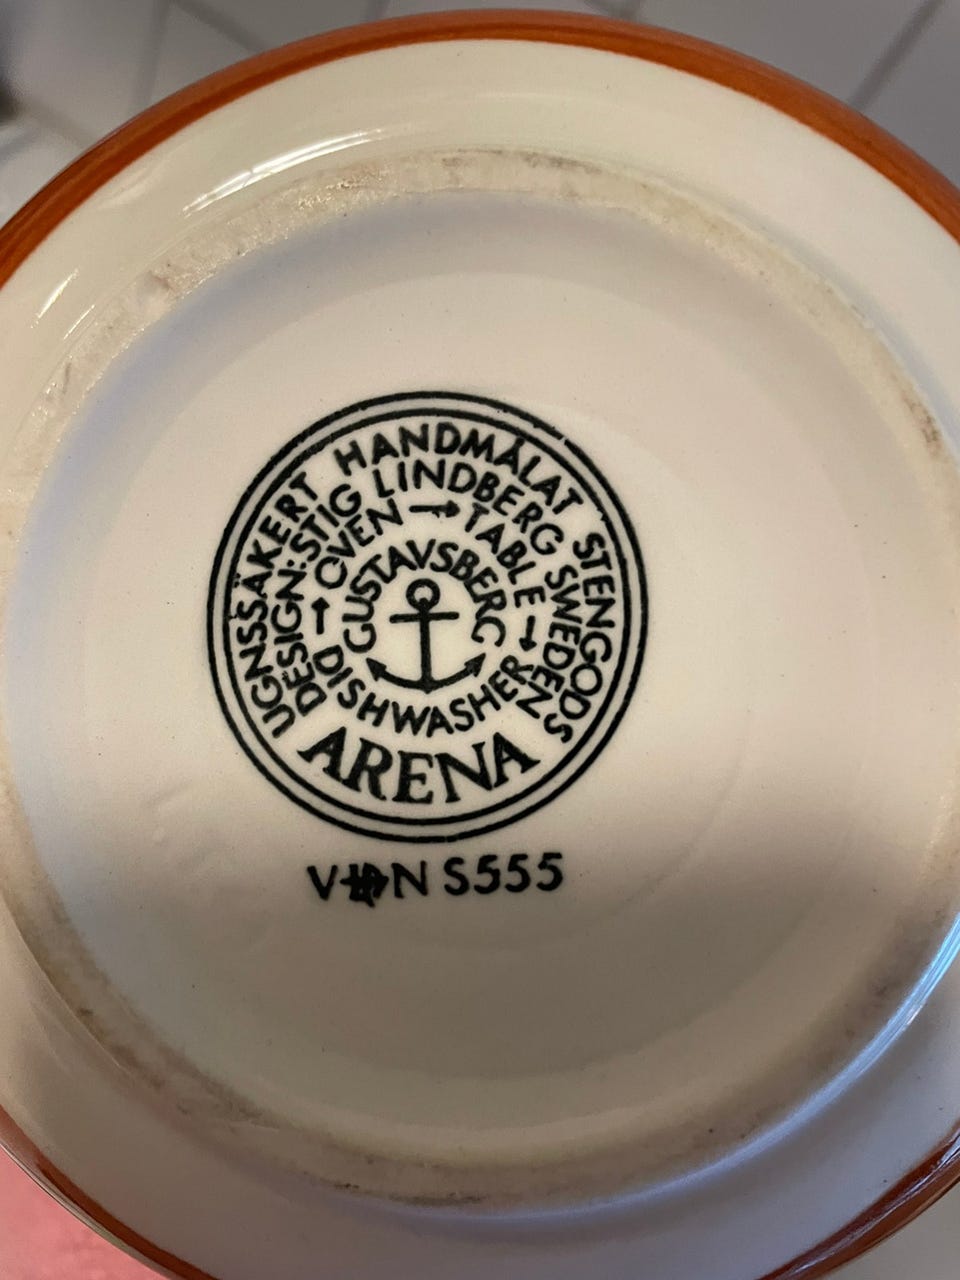 UGNSSÄKERT HANDMÅLAT STENGODS
DESIGN: STIG LINDBERG SWEDEN
→ OVEN → TABLE → DISHWASHER
GUSTAVSBERG
ARENA
S555